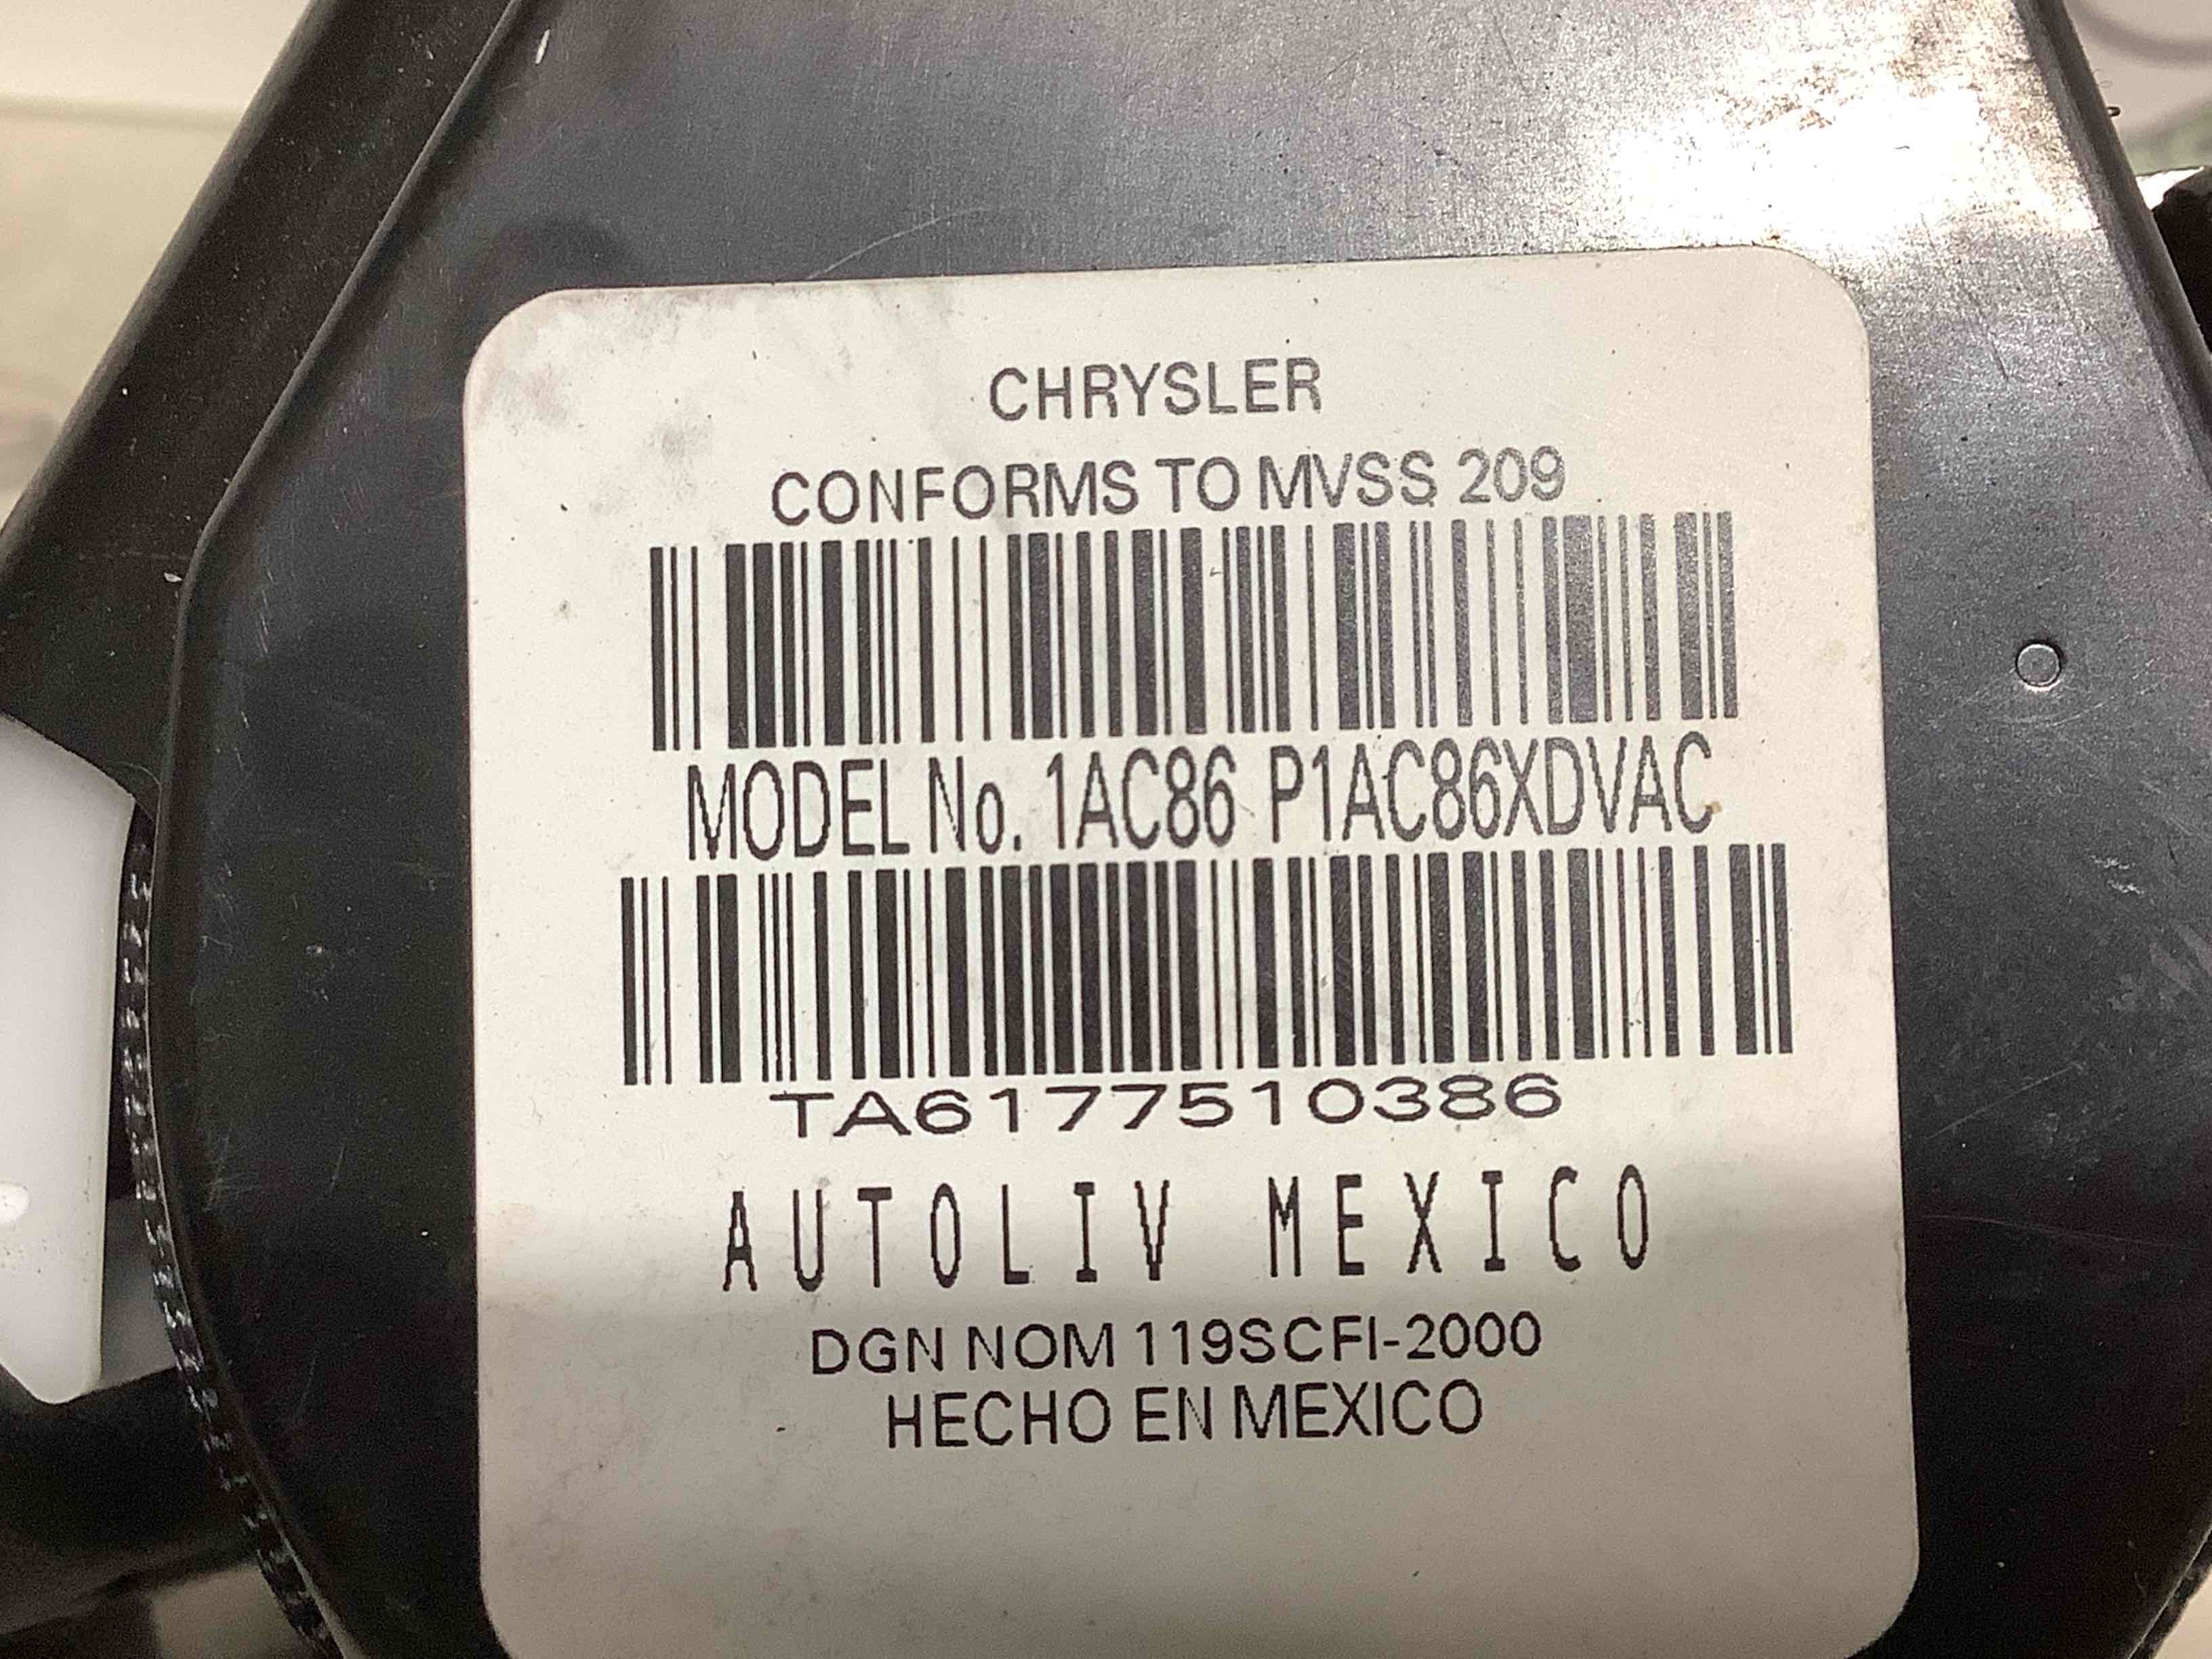 CHRYSLER
CONFORMS TO MVSS 209
MODEL No. 1AC86 P1AC86XDVAC
TA6177510386
AUTOLIV MEXICO
DGN NOM 119SCFI-2000
HECHO EN MEXICO